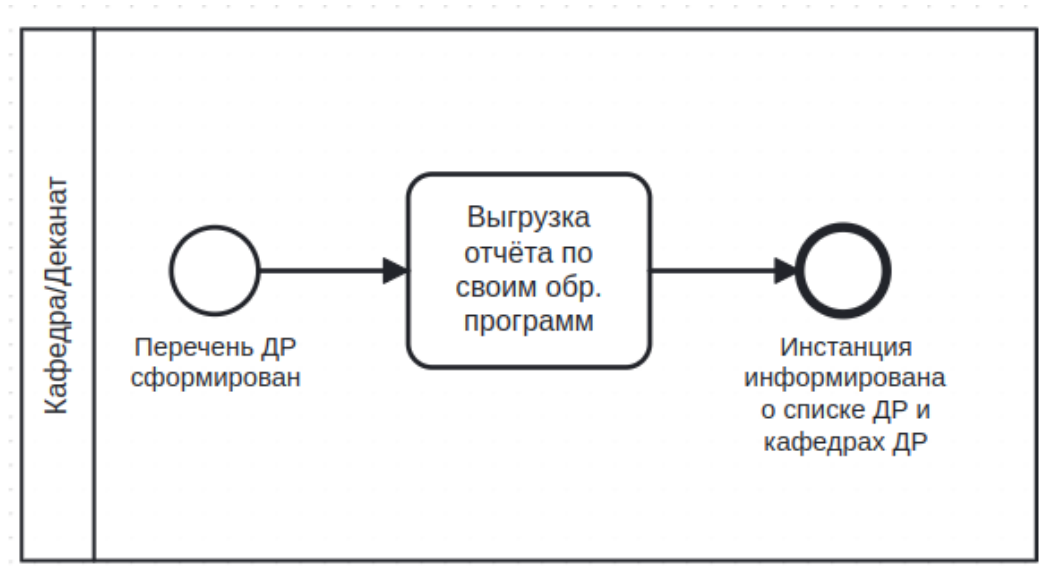 Кафедра/Деканат
Перечень ДР
сформирован
Выгрузка
отчёта по
своим обр.
программ
Инстанция
информирована
о списке ДР и
кафедрах ДР